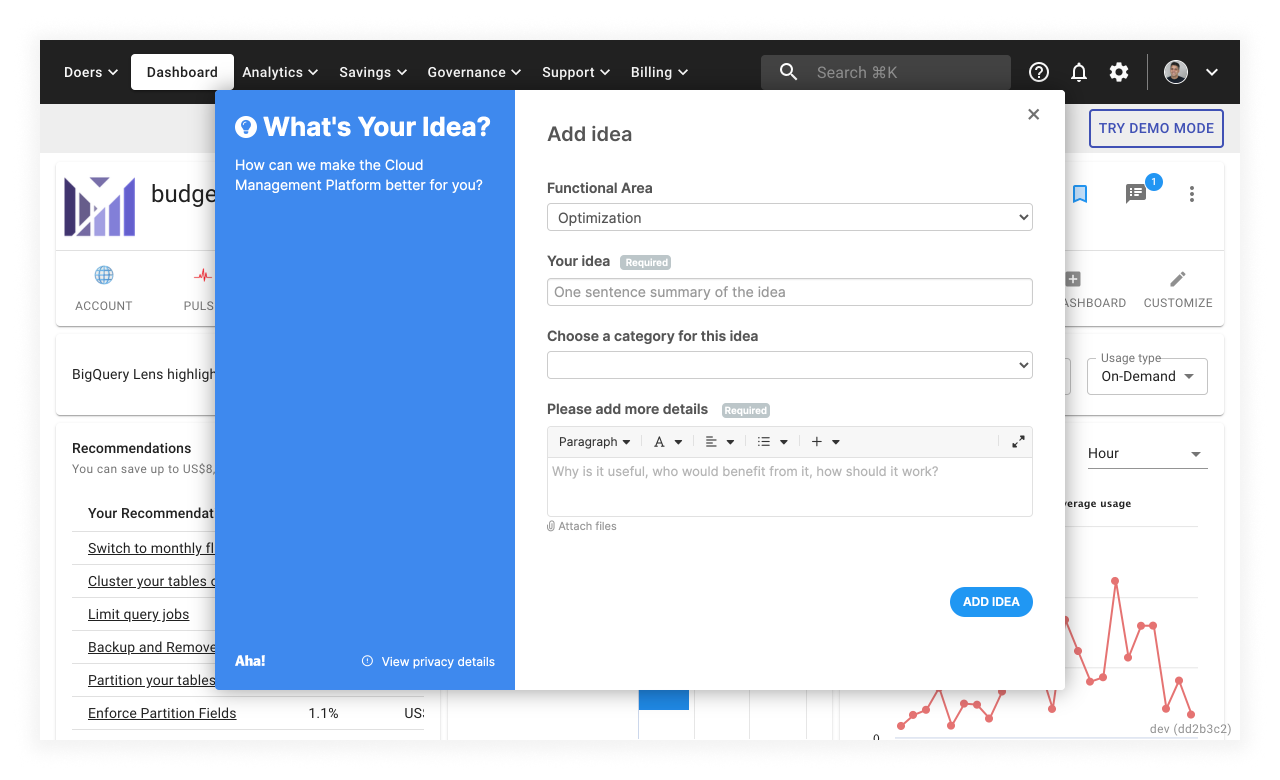 Doers Dashboard Analytics Savings Governance Support Billing Search ⌘K
TRY DEMO MODE
What's Your Idea?
How can we make the Cloud
Management Platform better for you?
Aha! View privacy details
Add idea
Functional Area
Optimization
Your idea Required
One sentence summary of the idea
Choose a category for this idea
Please add more details Required
Paragraph A
Why is it useful, who would benefit from it, how should it work?
Attach files
ADD IDEA
budge
1
ACCOUNT PULS ASHBOARD CUSTOMIZE
BigQuery Lens highligh
Usage type
On-Demand
Recommendations
You can save up to US$8,
Your Recommendat
Switch to monthly fl
Cluster your tables
Limit query jobs
Backup and Remove
Partition your tables
Enforce Partition Fields 1.1% US
Hour
verage usage
0
dev (dd2b3c2)